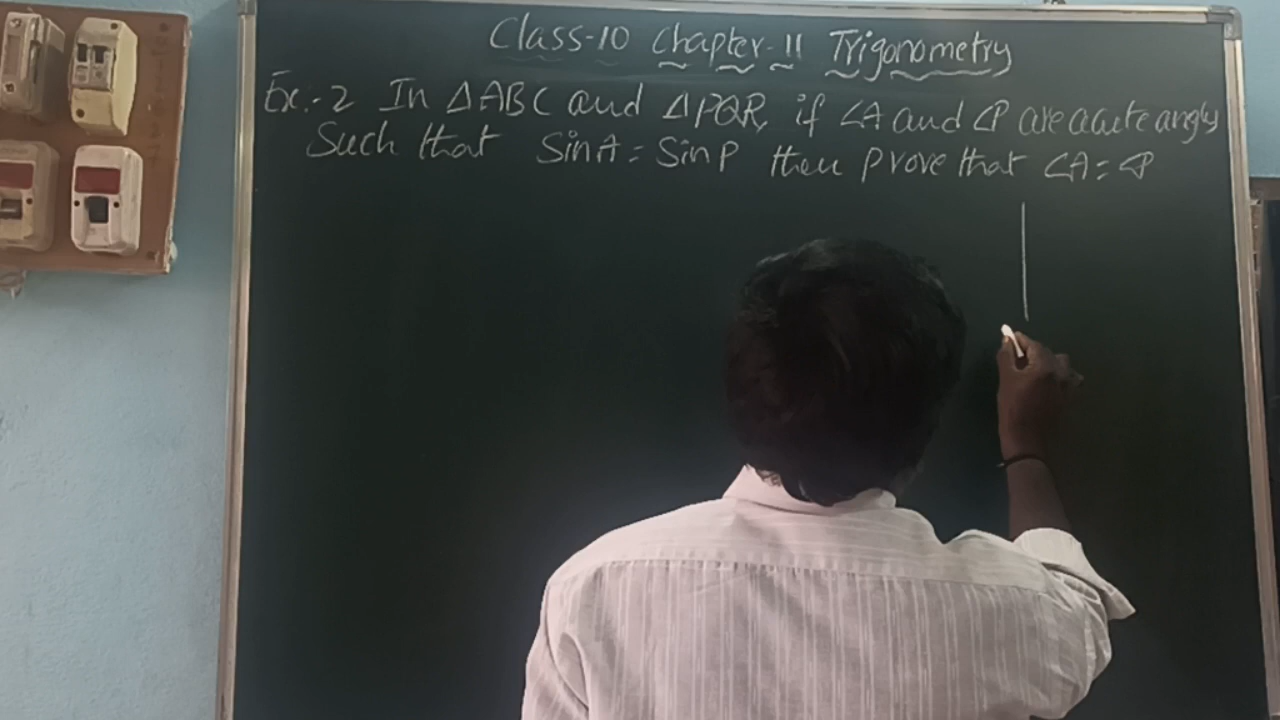 Class-10 Chapter-11 Trigonometry
Ex:-2 In ΔABC and ΔPQR, if ∠A and ∠P are acute angles
Such that SinA = SinP then prove that ∠A = ∠P